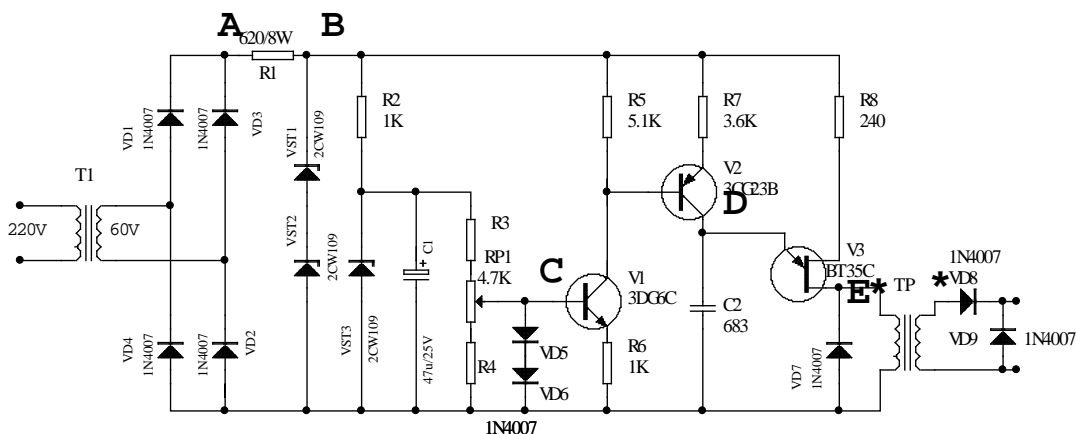 A
B
620/8W
R1
R2
1K
R5
5.1K
R7
3.6K
R8
240
VD1
1N4007
1N4007
VD3
VST1
2CW109
V2
3CG23B
D
T1
220V
60V
VST2
2CW109
R3
RP1
4.7K
C1
+
C
V1
3DG6C
V3
BT35C
E*
TP
*
1N4007
VD8
VD9
1N4007
C2
683
VD4
1N4007
1N4007
VD2
VST3
2CW109
47u/25V
R4
VD5
VD6
R6
1K
VD7
1N4007
1N4007